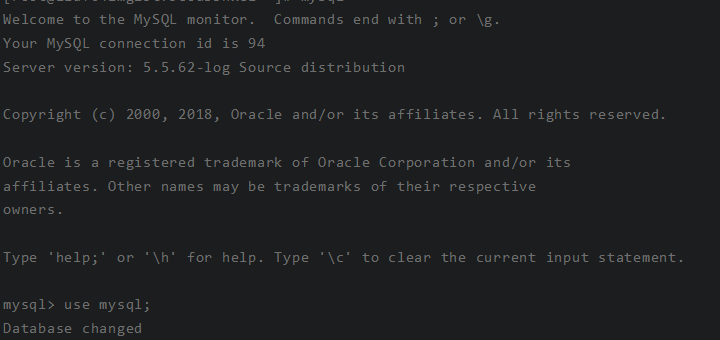 Welcome to the MySQL monitor.  Commands end with ; or \g.
Your MySQL connection id is 94
Server version: 5.5.62-log Source distribution
Copyright (c) 2000, 2018, Oracle and/or its affiliates. All rights reserved.
Oracle is a registered trademark of Oracle Corporation and/or its
affiliates. Other names may be trademarks of their respective
owners.
Type 'help;' or '\h' for help. Type '\c' to clear the current input statement.
mysql> use mysql;
Database changed